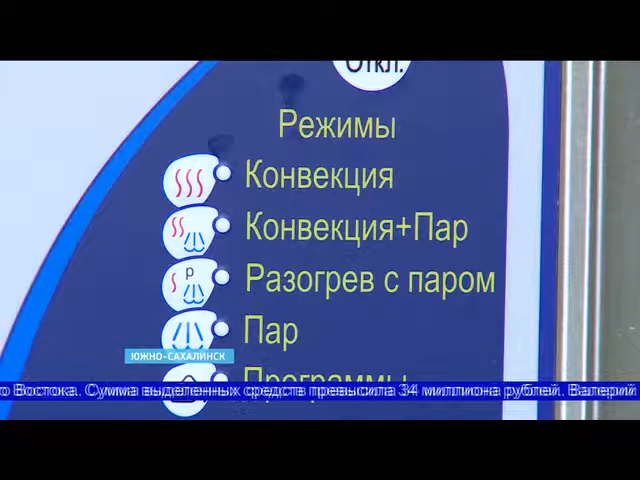 Откл.
Режимы
Конвекция
Конвекция+Пар
р
Разогрев с паром
Пар
ЮЖНО-САХАЛИНСК
Программы
о Востока. Сумма выделенных средств превысила 34 миллиона рублей. Валерий